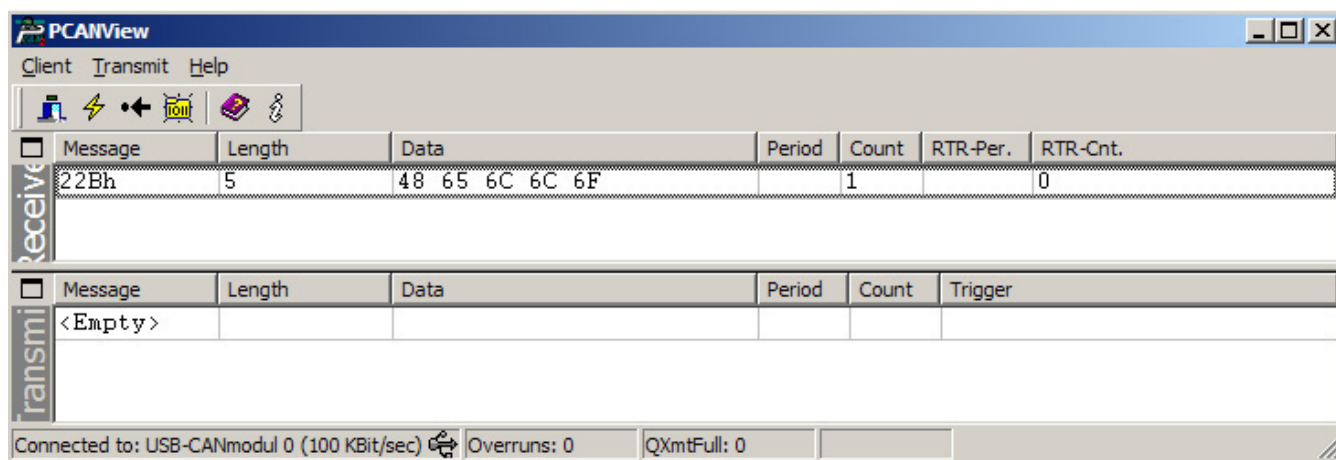 PCANView
Client Transmit Help
Message Length Data Period Count RTR-Per. RTR-Cnt.
Receive
22Bh 5 48 65 6C 6C 6F 1 0
Message Length Data Period Count Trigger
Transmi
<Empty>
Connected to: USB-CANmodul 0 (100 KBit/sec) Overruns: 0 QXmtFull: 0